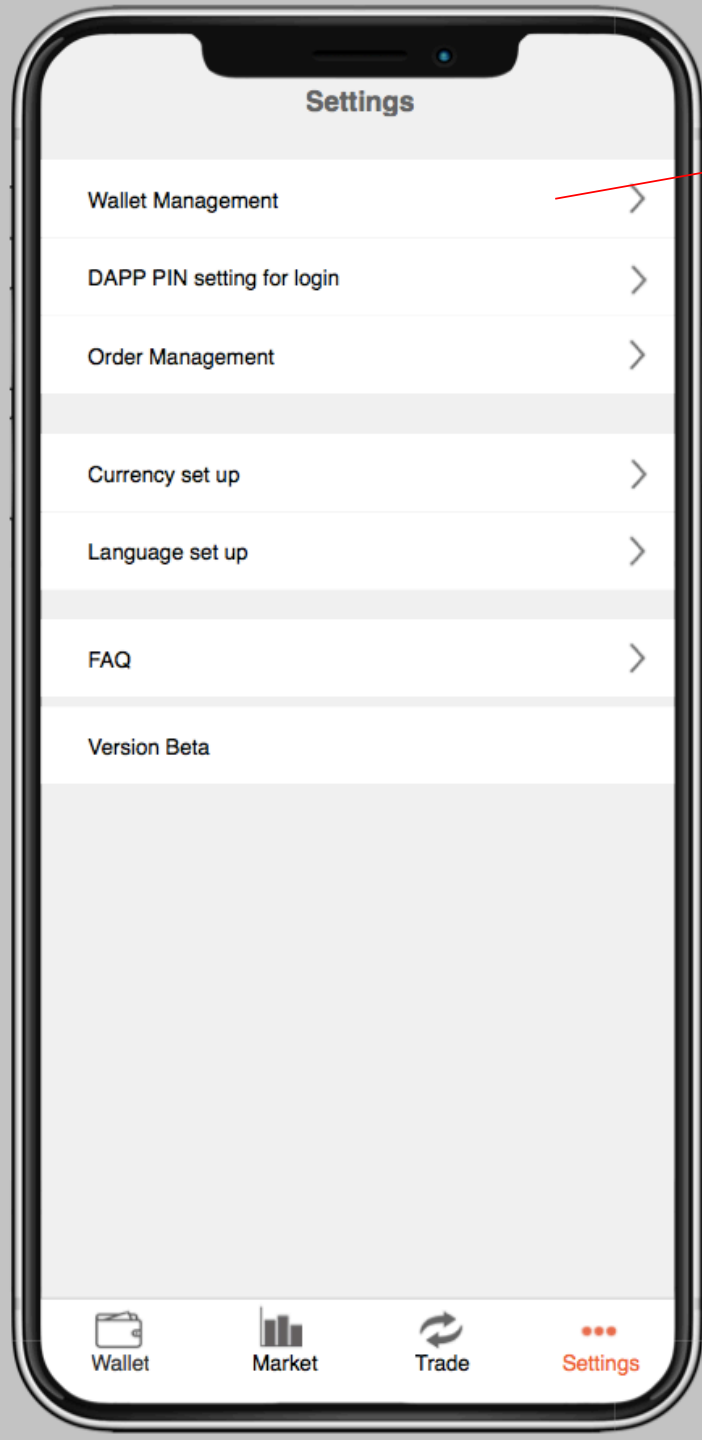 Settings
Wallet Management
DAPP PIN setting for login
Order Management
Currency set up
Language set up
FAQ
Version Beta
Wallet Market Trade Settings